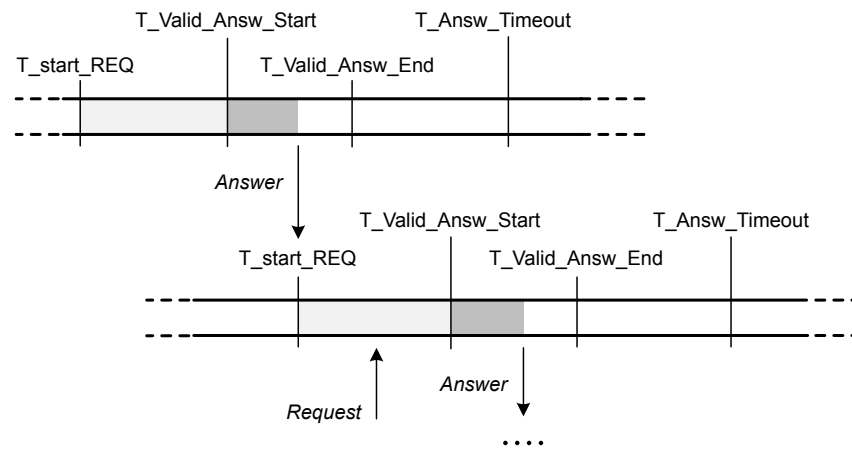 T_Valid_Answ_Start
T_Answ_Timeout
T_start_REQ
T_Valid_Answ_End
Answer
T_Valid_Answ_Start
T_Answ_Timeout
T_start_REQ
T_Valid_Answ_End
Answer
Request
....